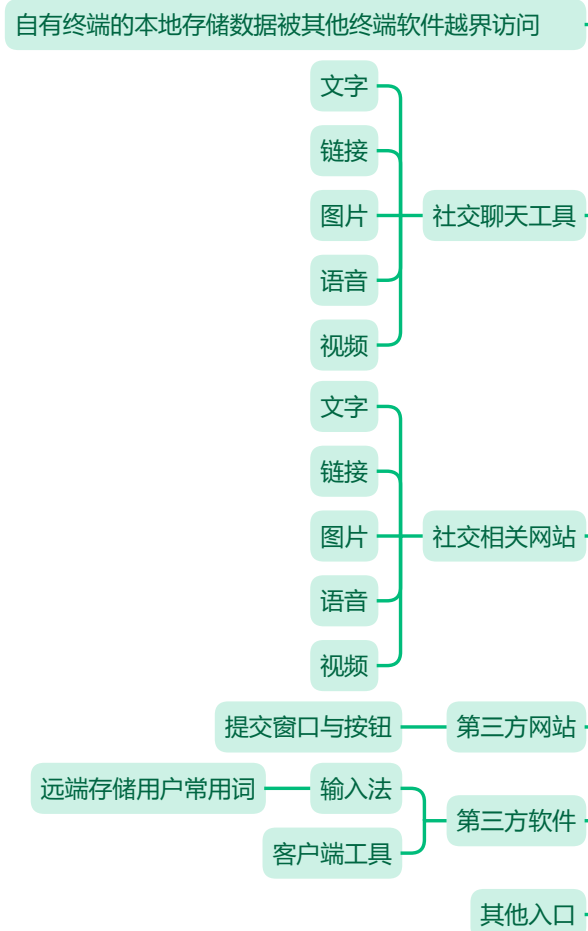 自有终端的本地存储数据被其他终端软件越界访问
文字
链接
图片
社交聊天工具
语音
视频
文字
链接
图片
社交相关网站
语音
视频
提交窗口与按钮
第三方网站
远端存储用户常用词
输入法
第三方软件
客户端工具
其他入口